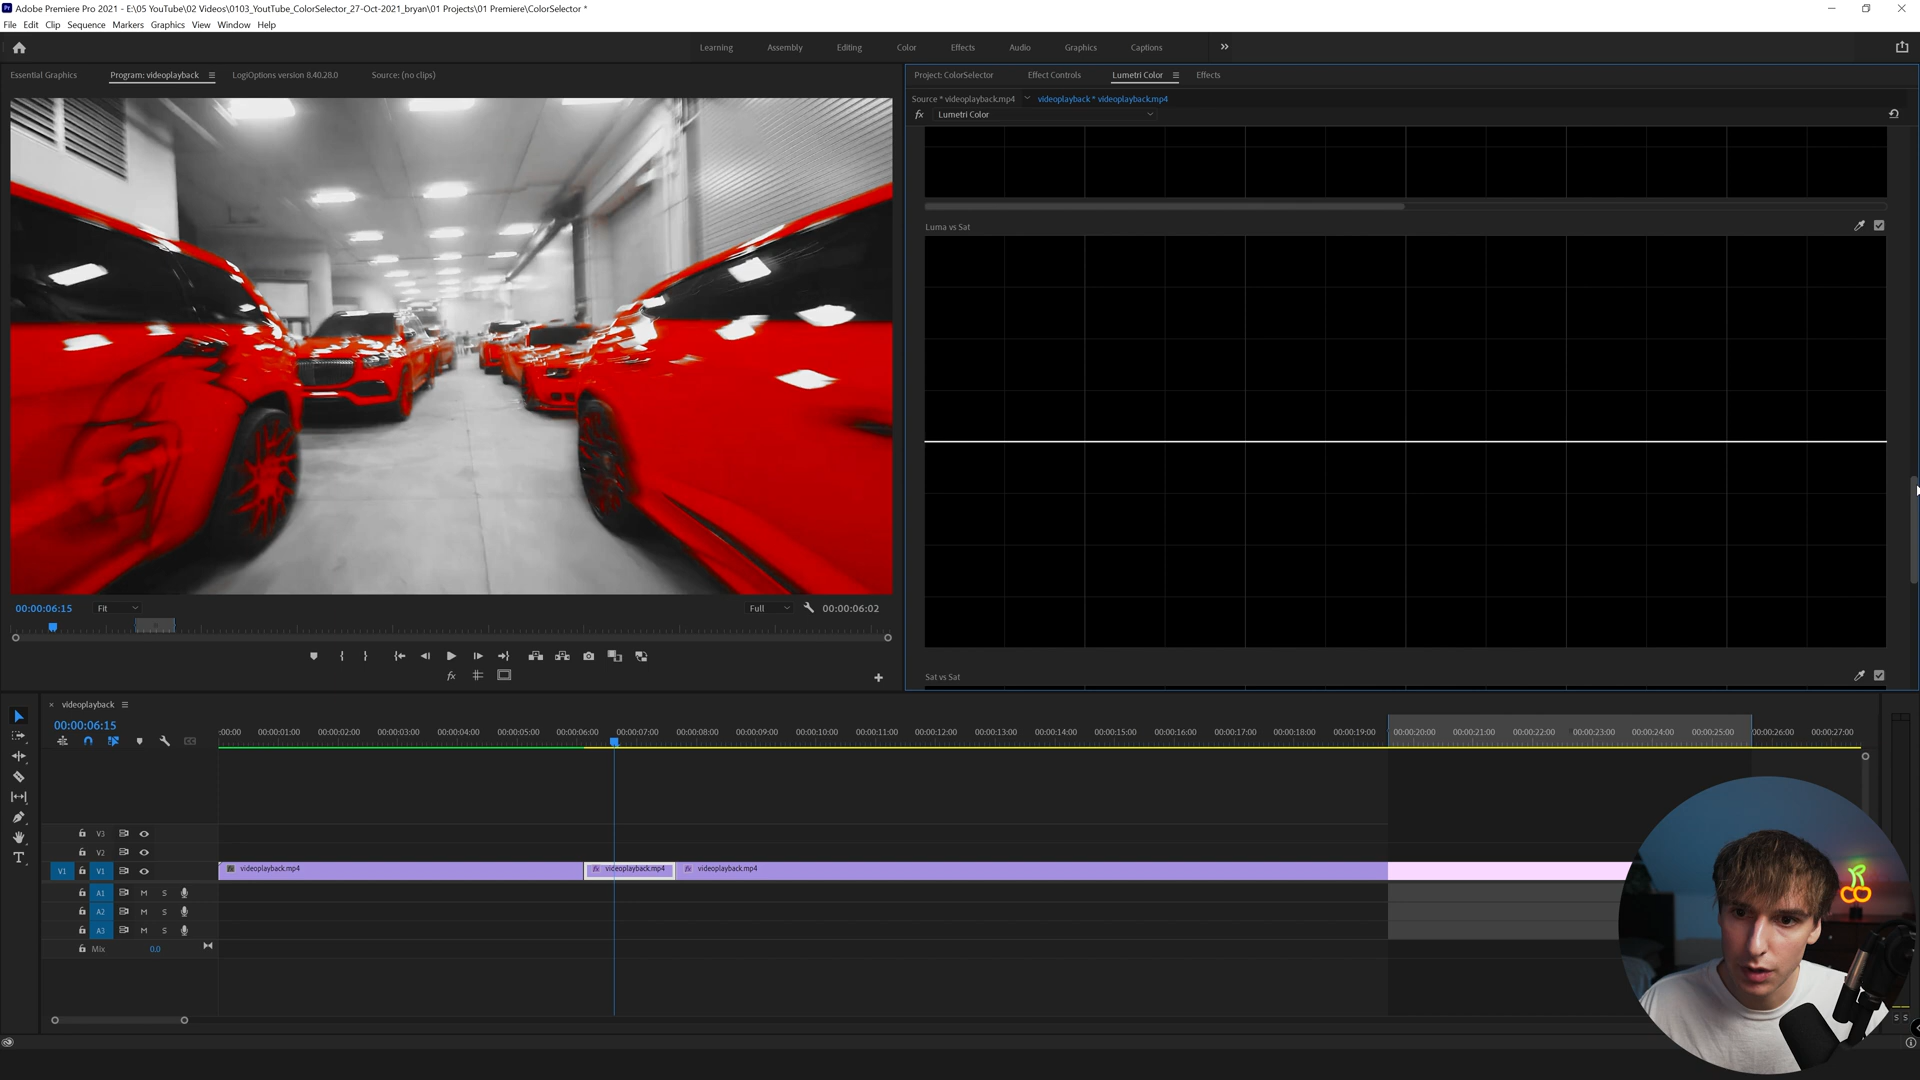 Adobe Premiere Pro 2021 - E:\05 YouTube\02 Videos\0103_YoutTube_ColorSelector_27-Oct-2021_bryan\01 Projects\01 Premiere\ColorSelector *
File Edit Clip Sequence Markers Graphics View Window Help
Learning Assembly Editing Color Effects Audio Graphics Captions
Essential Graphics Program: videoplayback LogiOptions version 8.40.28.0 Source: (no clips)
Project: ColorSelector Effect Controls Lumetri Color Effects
Source * videoplayback.mp4 videoplayback * videoplayback.mp4
fx Lumetri Color
Luma vs Sat
Sat vs Sat
00:00:06:15 Fit Full 00:00:06:02
fx
videoplayback
00:00:06:15
:00:00 00:00:01:00 00:00:02:00 00:00:03:00 00:00:04:00 00:00:05:00 00:00:06:00 00:00:07:00 00:00:08:00 00:00:09:00 00:00:10:00 00:00:11:00 00:00:12:00 00:00:13:00 00:00:14:00 00:00:15:00 00:00:16:00 00:00:17:00 00:00:18:00 00:00:19:00 00:00:20:00 00:00:21:00 00:00:22:00 00:00:23:00 00:00:24:00 00:00:25:00 00:00:26:00 00:00:27:00
V3
V2
V1 V1 videoplayback.mp4 fx videoplayback.mp4 fx videoplayback.mp4
A1 M S
A2 M S
A3 M S
Mix 0.0
S S